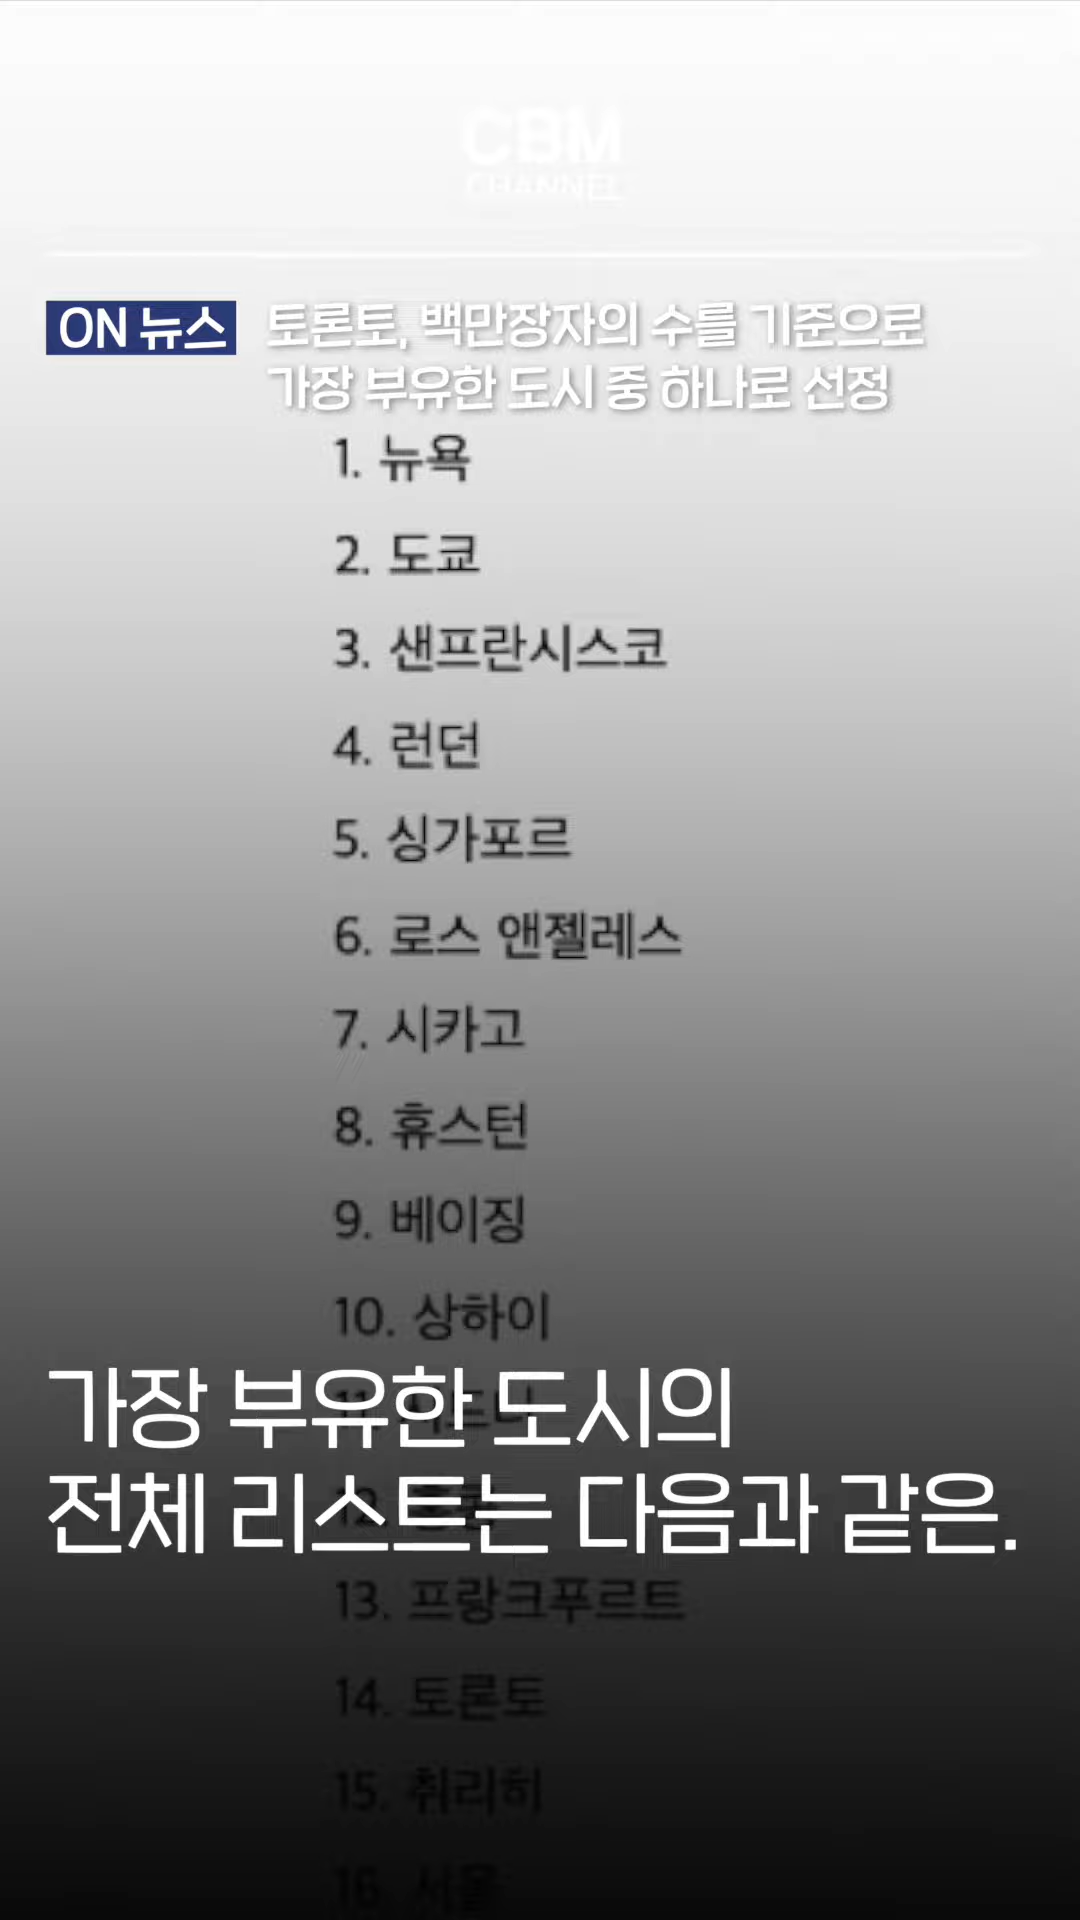 CBM
CHANNEL
ON 뉴스
토론토, 백만장자의 수를 기준으로
가장 부유한 도시 중 하나로 선정
1. 뉴욕
2. 도쿄
3. 샌프란시스코
4. 런던
5. 싱가포르
6. 로스 앤젤레스
7. 시카고
8. 휴스턴
9. 베이징
10. 상하이
가장 부유한 도시의
11. 시드니
전체 리스트는 다음과 같은.
12.
13. 프랑크푸르트
14. 토론토
15. 취리히
16. 서울